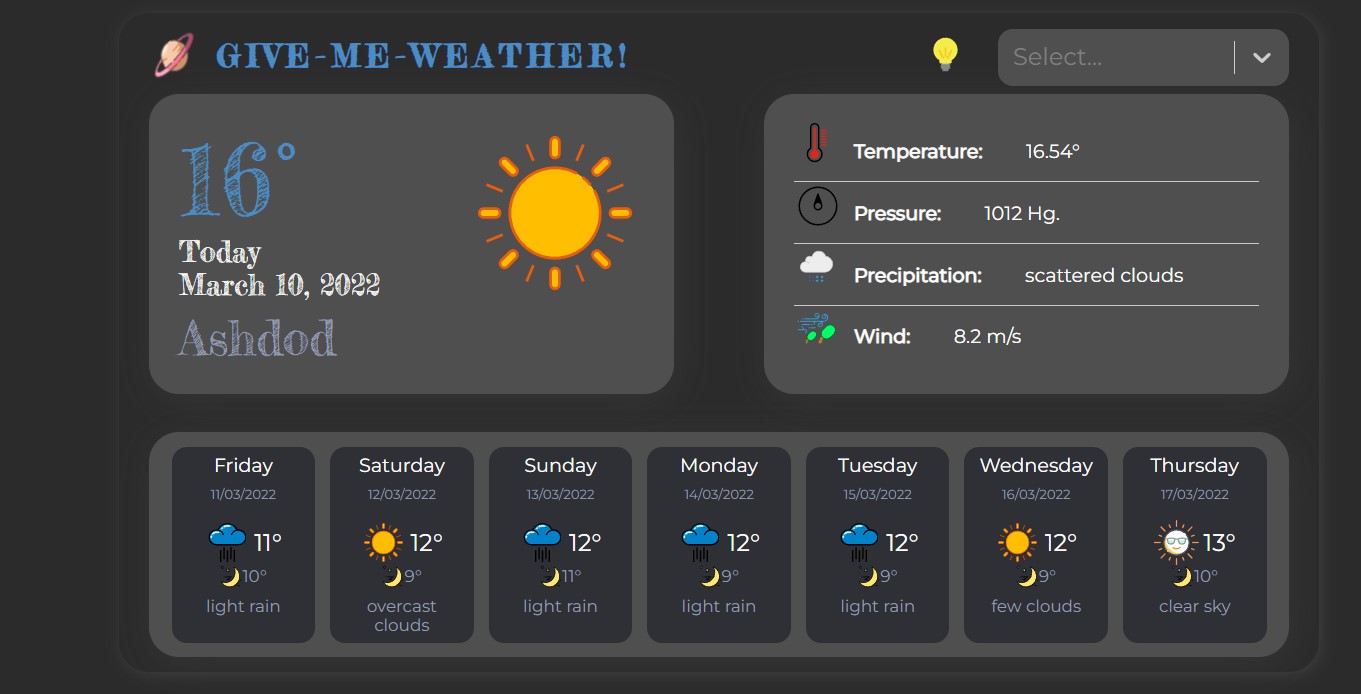 GIVE-ME-WEATHER!
Select...
16°
Today
March 10, 2022
Ashdod
Temperature: 16.54°
Pressure: 1012 Hg.
Precipitation: scattered clouds
Wind: 8.2 m/s
Friday
11/03/2022
11°
10°
light rain
Saturday
12/03/2022
12°
9°
overcast
clouds
Sunday
13/03/2022
12°
11°
light rain
Monday
14/03/2022
12°
9°
light rain
Tuesday
15/03/2022
12°
9°
light rain
Wednesday
16/03/2022
12°
9°
few clouds
Thursday
17/03/2022
13°
10°
clear sky